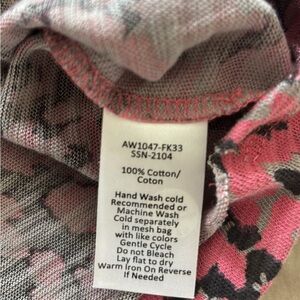 AW1047-FK33
SSN-2104
100% Cotton/
Coton
Hand Wash cold
Recommended or
Machine Wash
Cold separately
in mesh bag
with like colors
Gentle Cycle
Do not Bleach
Lay flat to dry
Warm Iron On Reverse
If Needed